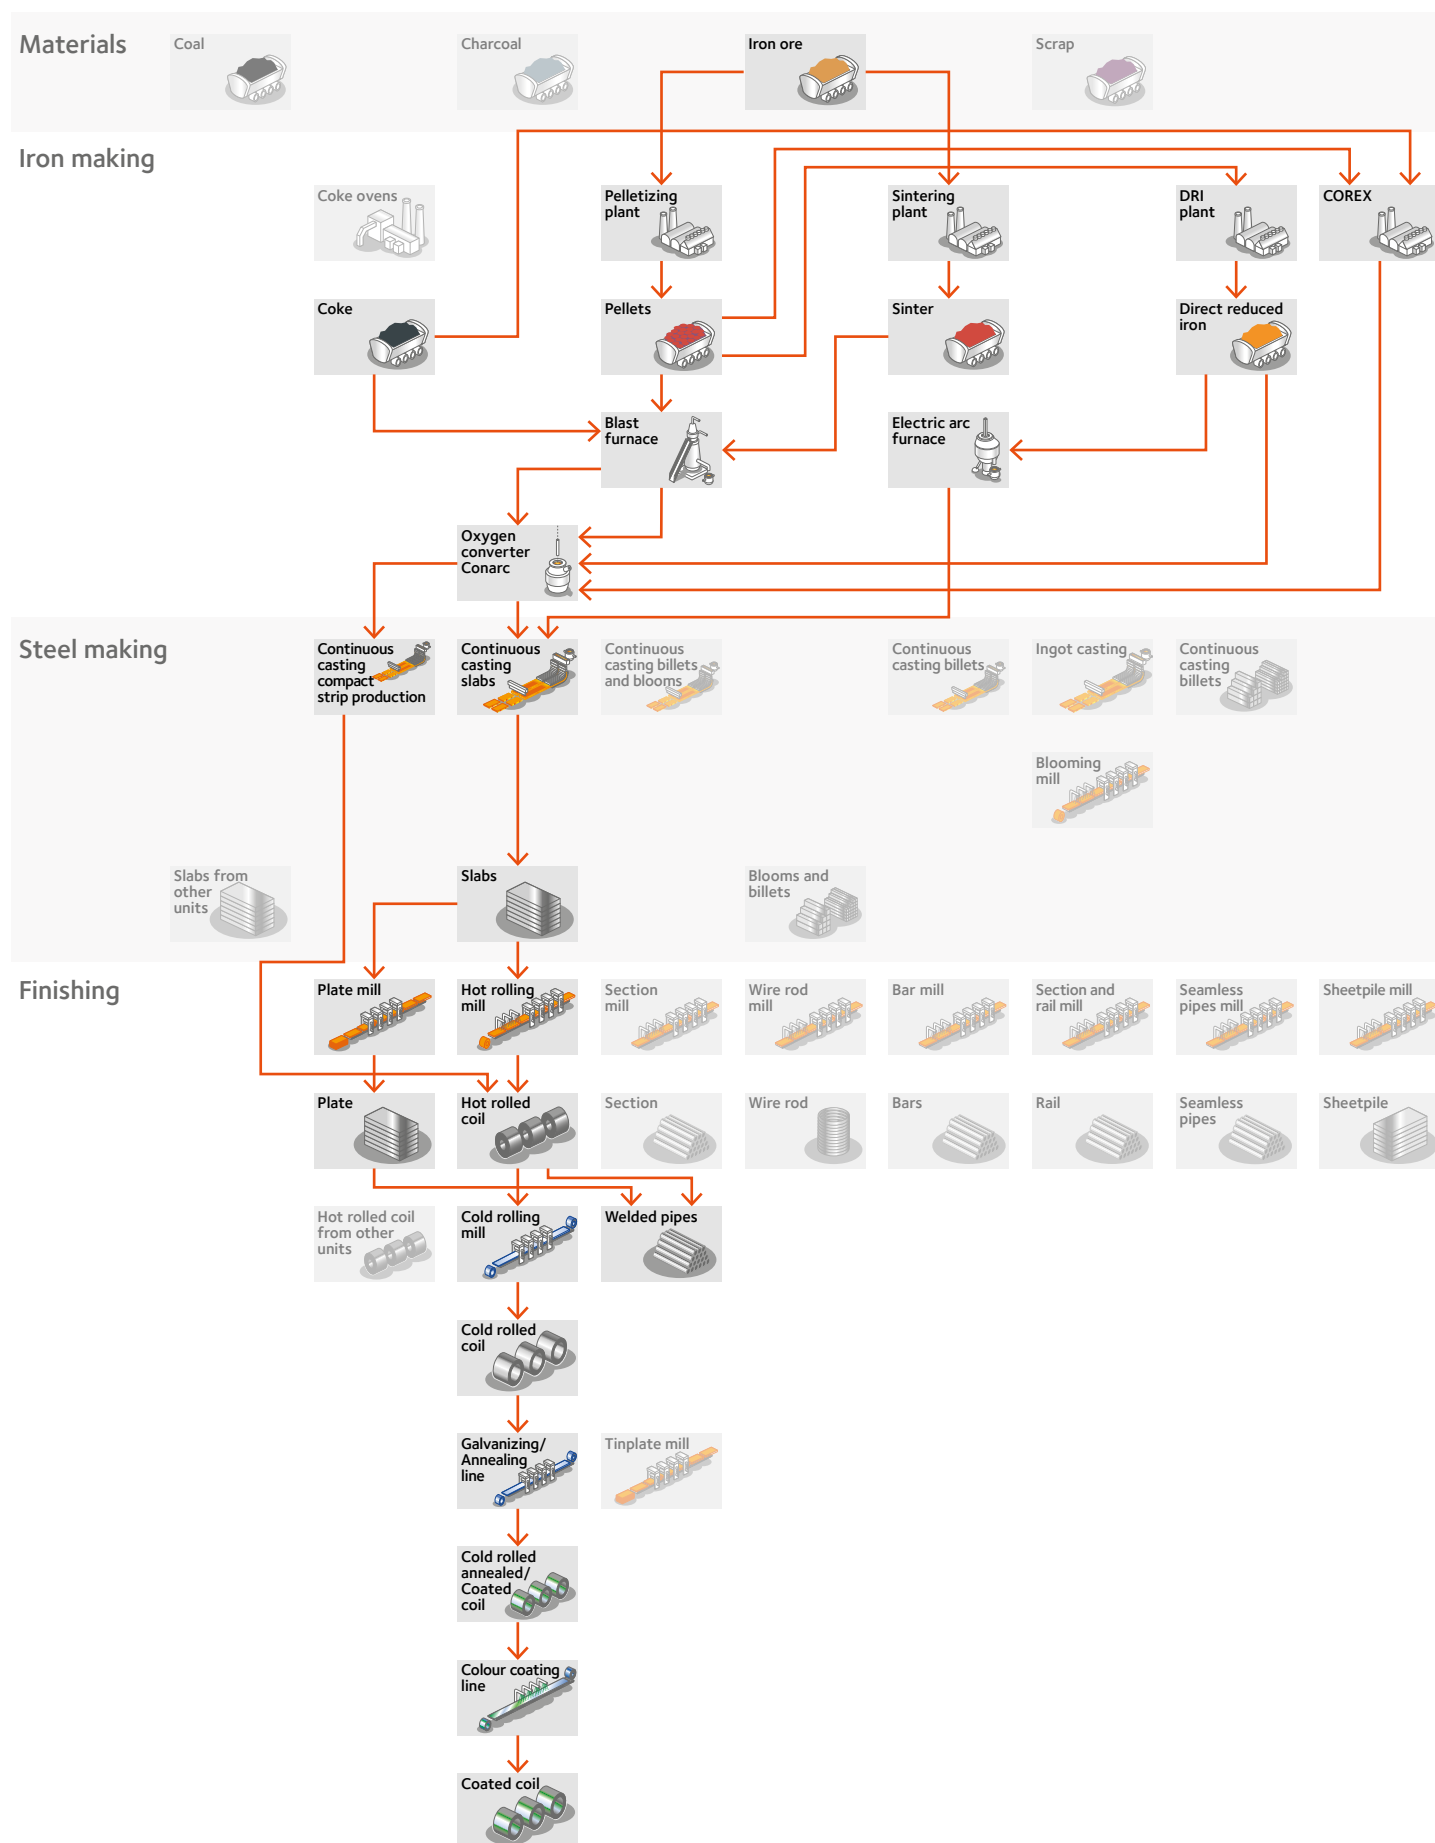 Materials
Coal
Charcoal
Iron ore
Scrap
Iron making
Coke ovens
Pelletizing
plant
Sintering
plant
DRI
plant
COREX
Coke
Pellets
Sinter
Direct reduced
iron
Blast
furnace
Electric arc
furnace
Oxygen
converter
Conarc
Steel making
Continuous
casting
compact
strip production
Continuous
casting
slabs
Continuous
casting billets
and blooms
Continuous
casting billets
Ingot casting
Continuous
casting
billets
Blooming
mill
Slabs from
other
units
Slabs
Blooms and
billets
Finishing
Plate mill
Hot rolling
mill
Section
mill
Wire rod
mill
Bar mill
Section and
rail mill
Seamless
pipes mill
Sheetpile mill
Plate
Hot rolled
coil
Section
Wire rod
Bars
Rail
Seamless
pipes
Sheetpile
Hot rolled coil
from other
units
Cold rolling
mill
Welded pipes
Cold rolled
coil
Galvanizing/
Annealing
line
Tinplate mill
Cold rolled
annealed/
Coated
coil
Colour coating
line
Coated coil